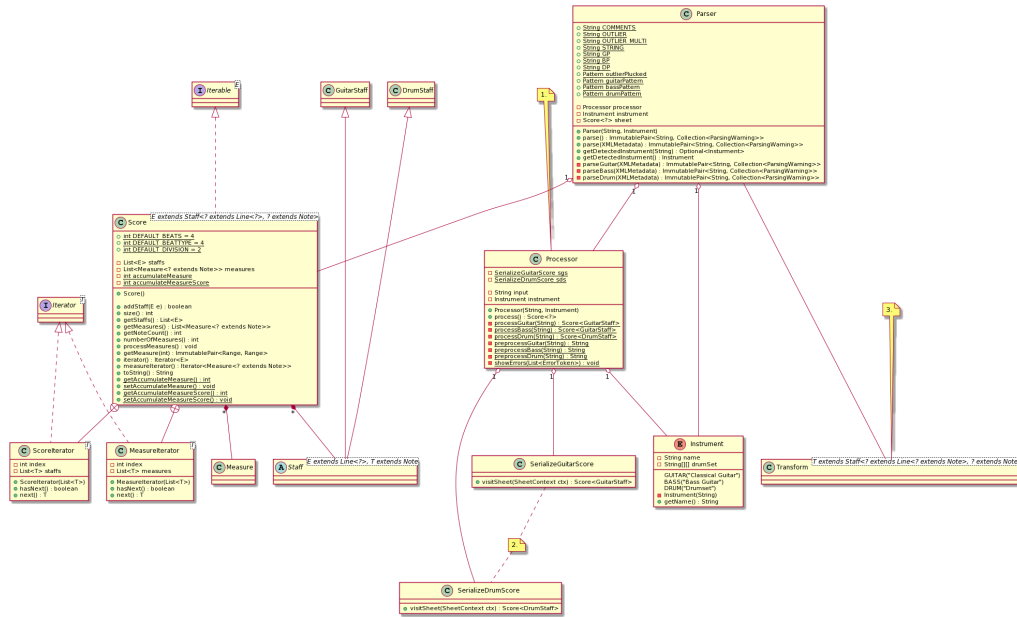 C Parser
String COMMENTS
String OUTLIER
String OUTLIER_MULTI
String STRING
String GP
String BP
String DP
Pattern outlierPlucked
Pattern guitarPattern
Pattern bassPattern
Pattern drumPattern
Processor processor
Instrument instrument
Score<?> sheet
Parser(String, Instrument)
parse() : ImmutablePair<String, Collection<ParsingWarning>>
parse(XMLMetadata) : ImmutablePair<String, Collection<ParsingWarning>>
getDetectedInstrument(String) : Optional<Insturment>
getDetectedInsturment() : Instrument
parseGuitar(XMLMetadata) : ImmutablePair<String, Collection<ParsingWarning>>
parseBass(XMLMetadata) : ImmutablePair<String, Collection<ParsingWarning>>
parseDrum(XMLMetadata) : ImmutablePair<String, Collection<ParsingWarning>>
I Iterable E
C GuitarStaff
C DrumStaff
1.
1
1
1
C Score E extends Staff<? extends Line<?>, ? extends Note>
int DEFAULT_BEATS = 4
int DEFAULT_BEATTYPE = 4
int DEFAULT_DIVISION = 2
List<E> staffs
List<Measure<? extends Note>> measures
int accumulateMeasure
int accumulateMeasureScore
Score()
addStaff(E e) : boolean
size() : int
getStaffs() : List<E>
getMeasures() : List<Measure<? extends Note>>
getNoteCount() : int
numberOfMeasures() : int
processMeasures() : void
getMeasure(int) : ImmutablePair<Range, Range>
iterator() : Iterator<E>
measureIterator() : Iterator<Measure<? extends Note>>
toString() : String
getAccumulateMeasure() : int
setAccumulateMeasure() : void
getAccumulateMeasureScore() : int
setAccumulateMeasureScore() : void
C Processor
SerializeGuitarScore sgs
SerializeDrumScore sds
String input
Instrument instrument
Processor(String, Instrument)
process() : Score<?>
processGuitar(String) : Score<GuitarStaff>
processBass(String) : Score<GuitarStaff>
processDrum(String) : Score<DrumStaff>
preprocessGuitar(String) : String
preprocessBass(String) : String
preprocessDrum(String) : String
showErrors(List<ErrorToken>) : void
I Iterator T
3.
*
*
1
1
1
C ScoreIterator T
int index
List<T> staffs
ScoreIterator(List<T>)
hasNext() : boolean
next() : T
C MeasureIterator T
int index
List<T> measures
MeasureIterator(List<T>)
hasNext() : boolean
next() : T
C Measure
A Staff E extends Line<?>, T extends Note
C SerializeGuitarScore
visitSheet(SheetContext ctx) : Score<GuitarStaff>
E Instrument
String name
String[][] drumSet
GUITAR("Classical Guitar")
BASS("Bass Guitar")
DRUM("Drumset")
Instrument(String)
getName() : String
C Transform T extends Staff<? extends Line<? extends Note>, ? extends Note
2.
C SerializeDrumScore
visitSheet(SheetContext ctx) : Score<DrumStaff>